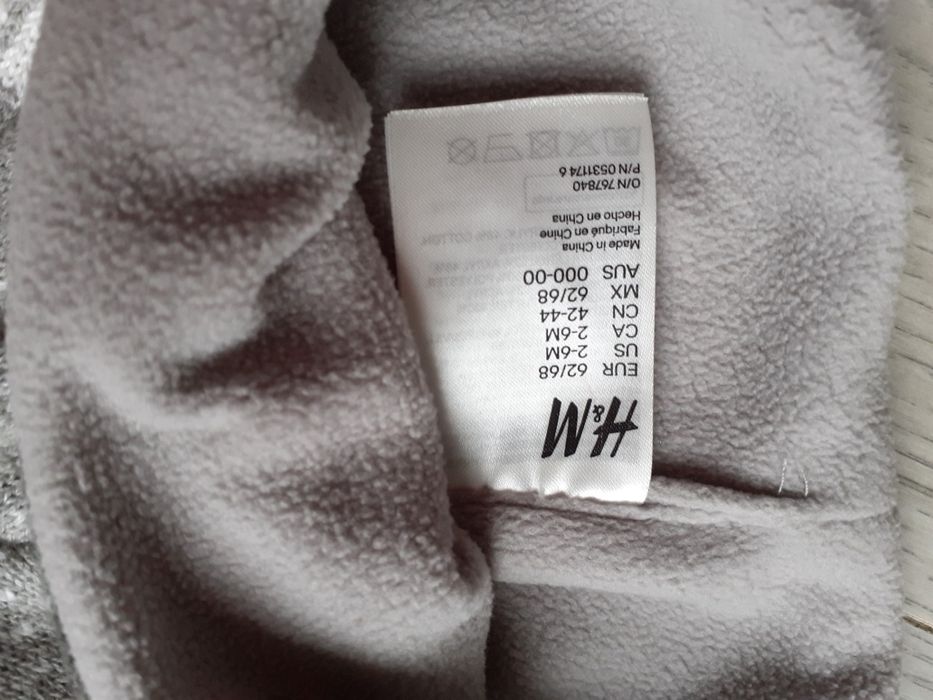 H&M
EUR 62/68
US 2-6M
CA 2-6M
CN 42-44
MX 62/68
AUS 000-00
Made in China
Fabriqué en Chine
Hecho en China
O/N 767840
P/N 0531174 6